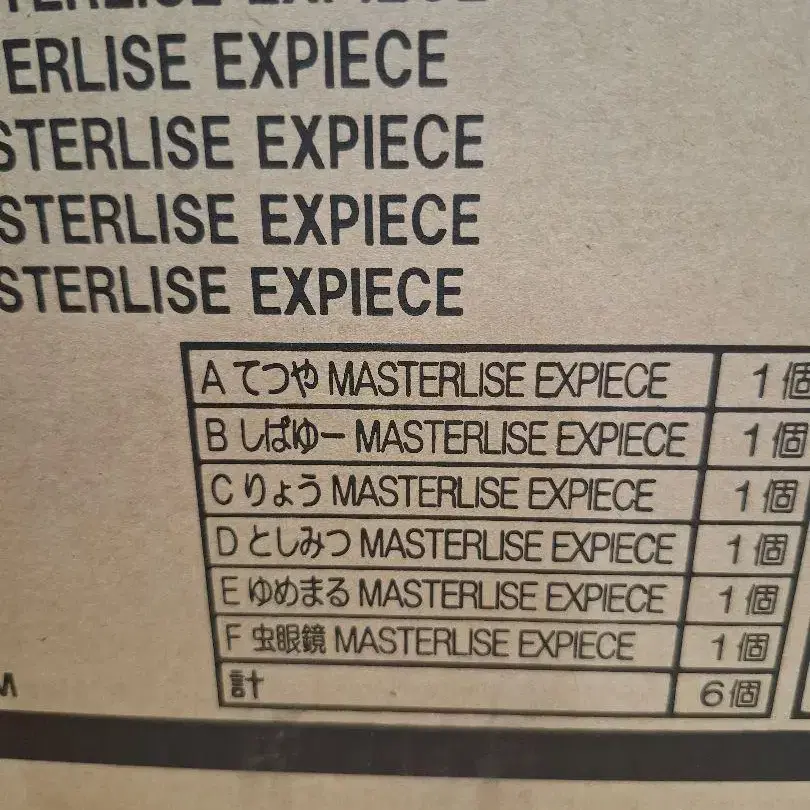 ERLISE EXPIECE
STERLISE EXPIECE
STERLISE EXPIECE
STERLISE EXPIECE
A てつや MASTERLISE EXPIECE 1個
B しばゆー MASTERLISE EXPIECE 1個
C りょう MASTERLISE EXPIECE 1個
D としみつ MASTERLISE EXPIECE 1個
E ゆめまる MASTERLISE EXPIECE 1個
F 虫眼鏡 MASTERLISE EXPIECE 1個
計 6個
M